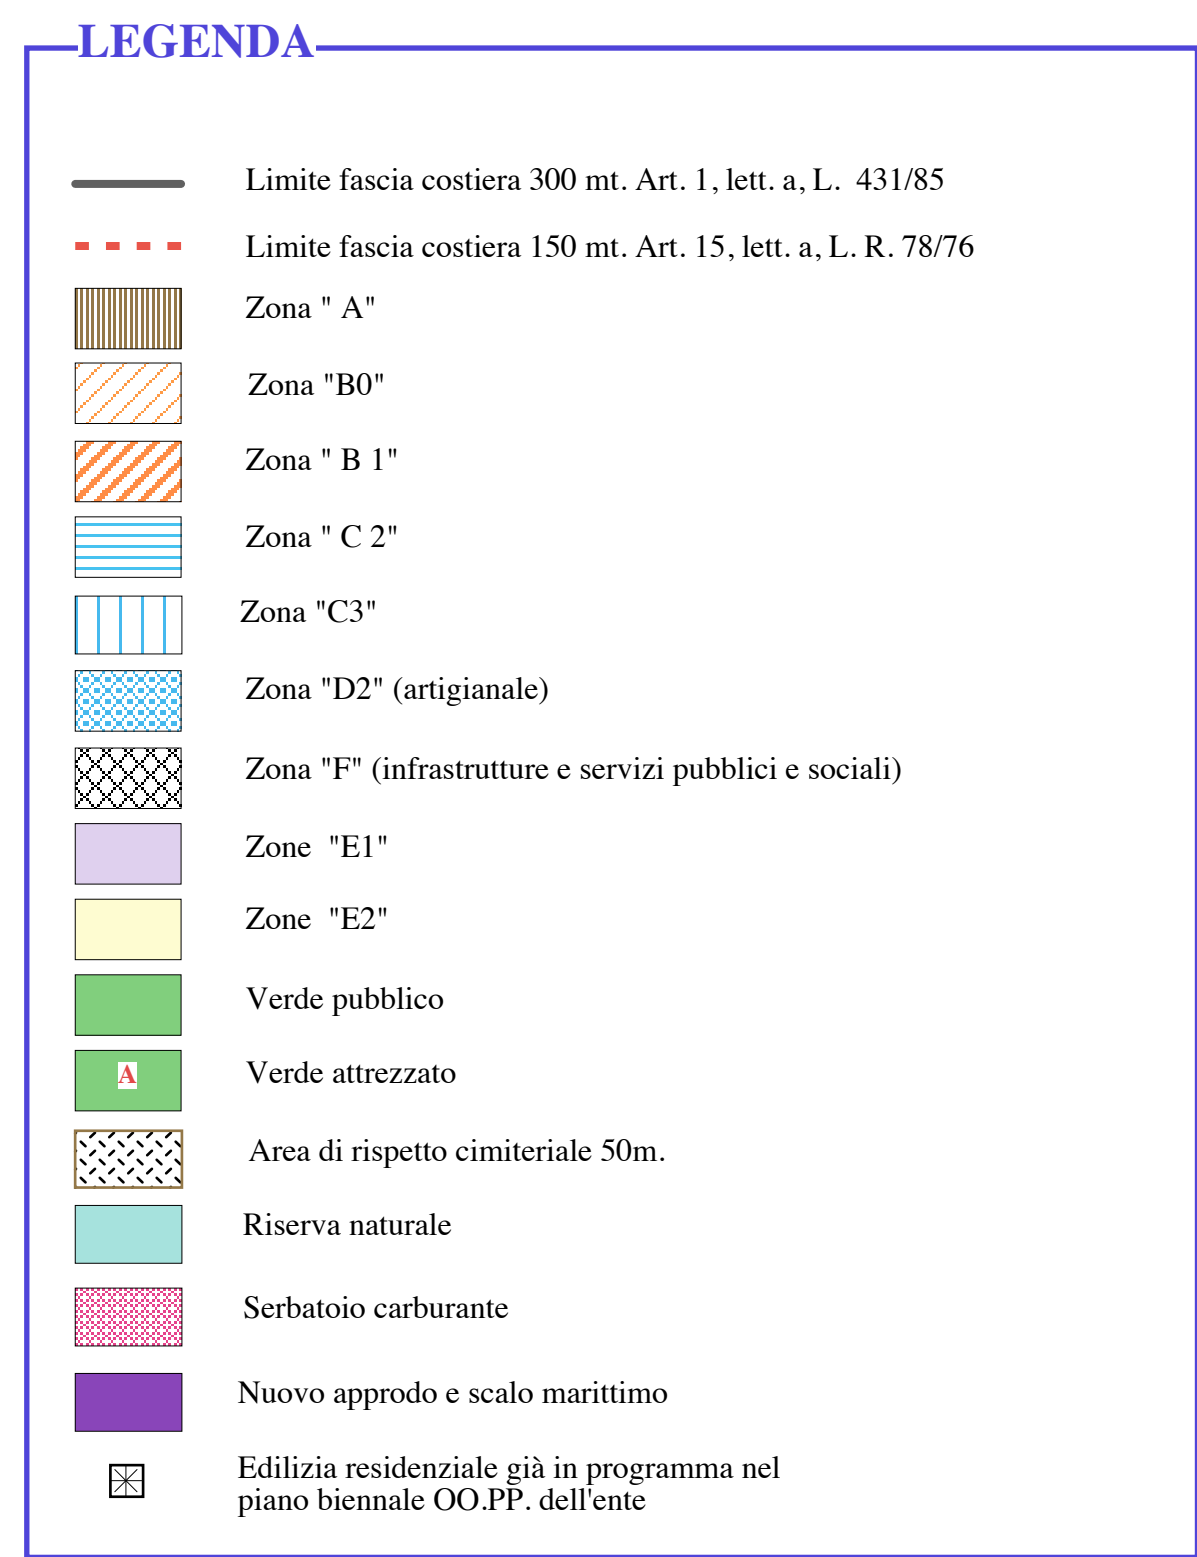 LEGENDA
Limite fascia costiera 300 mt. Art. 1, lett. a, L.  431/85
Limite fascia costiera 150 mt. Art. 15, lett. a, L. R. 78/76
Zona " A"
Zona "B0"
Zona " B 1"
Zona " C 2"
Zona "C3"
Zona "D2" (artigianale)
Zona "F" (infrastrutture e servizi pubblici e sociali)
Zone  "E1"
Zone  "E2"
Verde pubblico
A Verde attrezzato
Area di rispetto cimiteriale 50m.
Riserva naturale
Serbatoio carburante
Nuovo approdo e scalo marittimo
Edilizia residenziale già in programma nel
piano biennale OO.PP. dell'ente